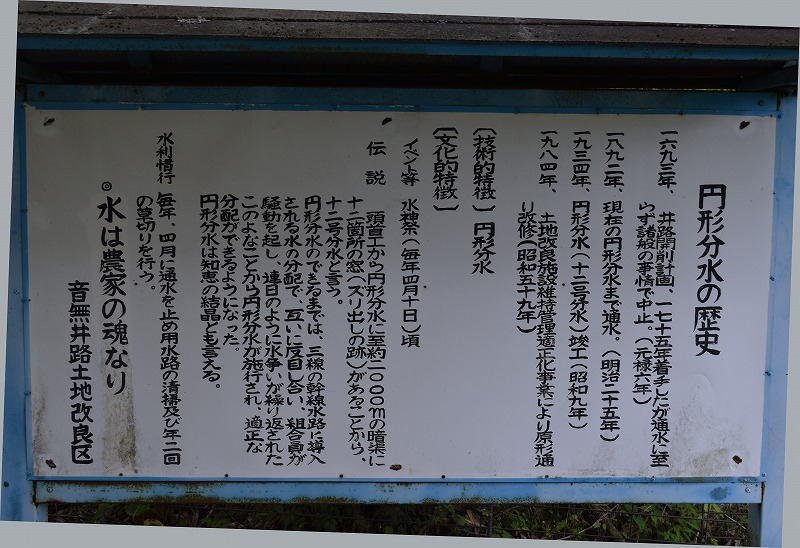 円形分水の歴史
一六九三年、井路開削計画、一七十五年着手したが通水に至
らず諸般の事情で中止。（元禄六年）
一八九二年、現在の円形分水まで通水。（明治二十五年）
一九三四年、円形分水（十二号分水）竣工（昭和九年）
一九八四年、土地改良施設維持管理適正化事業により原形通
り改修（昭和五十九年）
〔技術的特徴〕円形分水
〔文化的特徴〕
イベント等 水神祭（毎年四月十日）頃
伝説 頭首工から円形分水に至約二〇〇〇mの暗渠に
十二箇所の窓（ズリ出しの跡）があることから、
十二号分水と言う。
円形分水のできるまでは、三線の幹線水路に導入
される水の分配で、互いに反目し合い、組合員が
騒動を起し、連日のように水争いが繰り返された
このよなことから円形分水が施行され、適正な
分配ができるようになった。
円形分水は知恵の結晶とも言える。
水利慣行 毎年、四月に通水を止め用水路の清掃及び年二回
の草切りを行う。
◎水は農家の魂なり
音無井路土地改良区